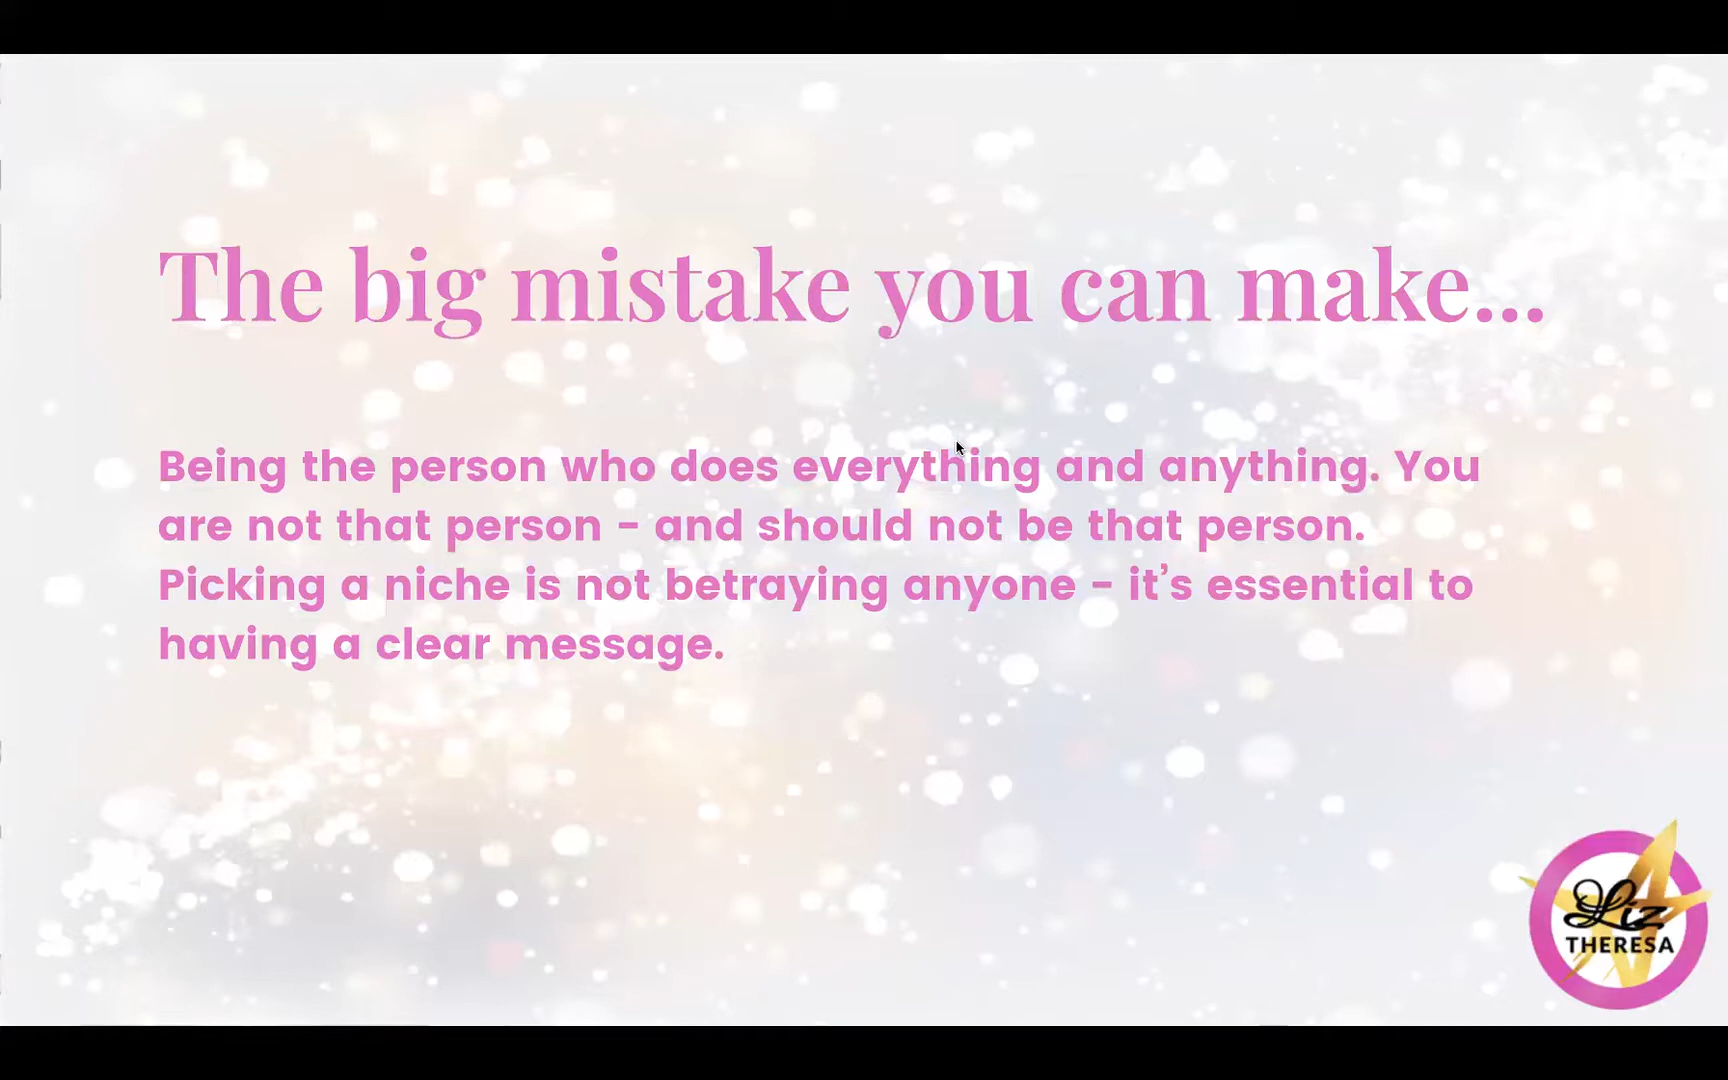 The big mistake you can make...
Being the person who does everything and anything. You
are not that person - and should not be that person.
Picking a niche is not betraying anyone - it’s essential to
having a clear message.
Liz
THERESA